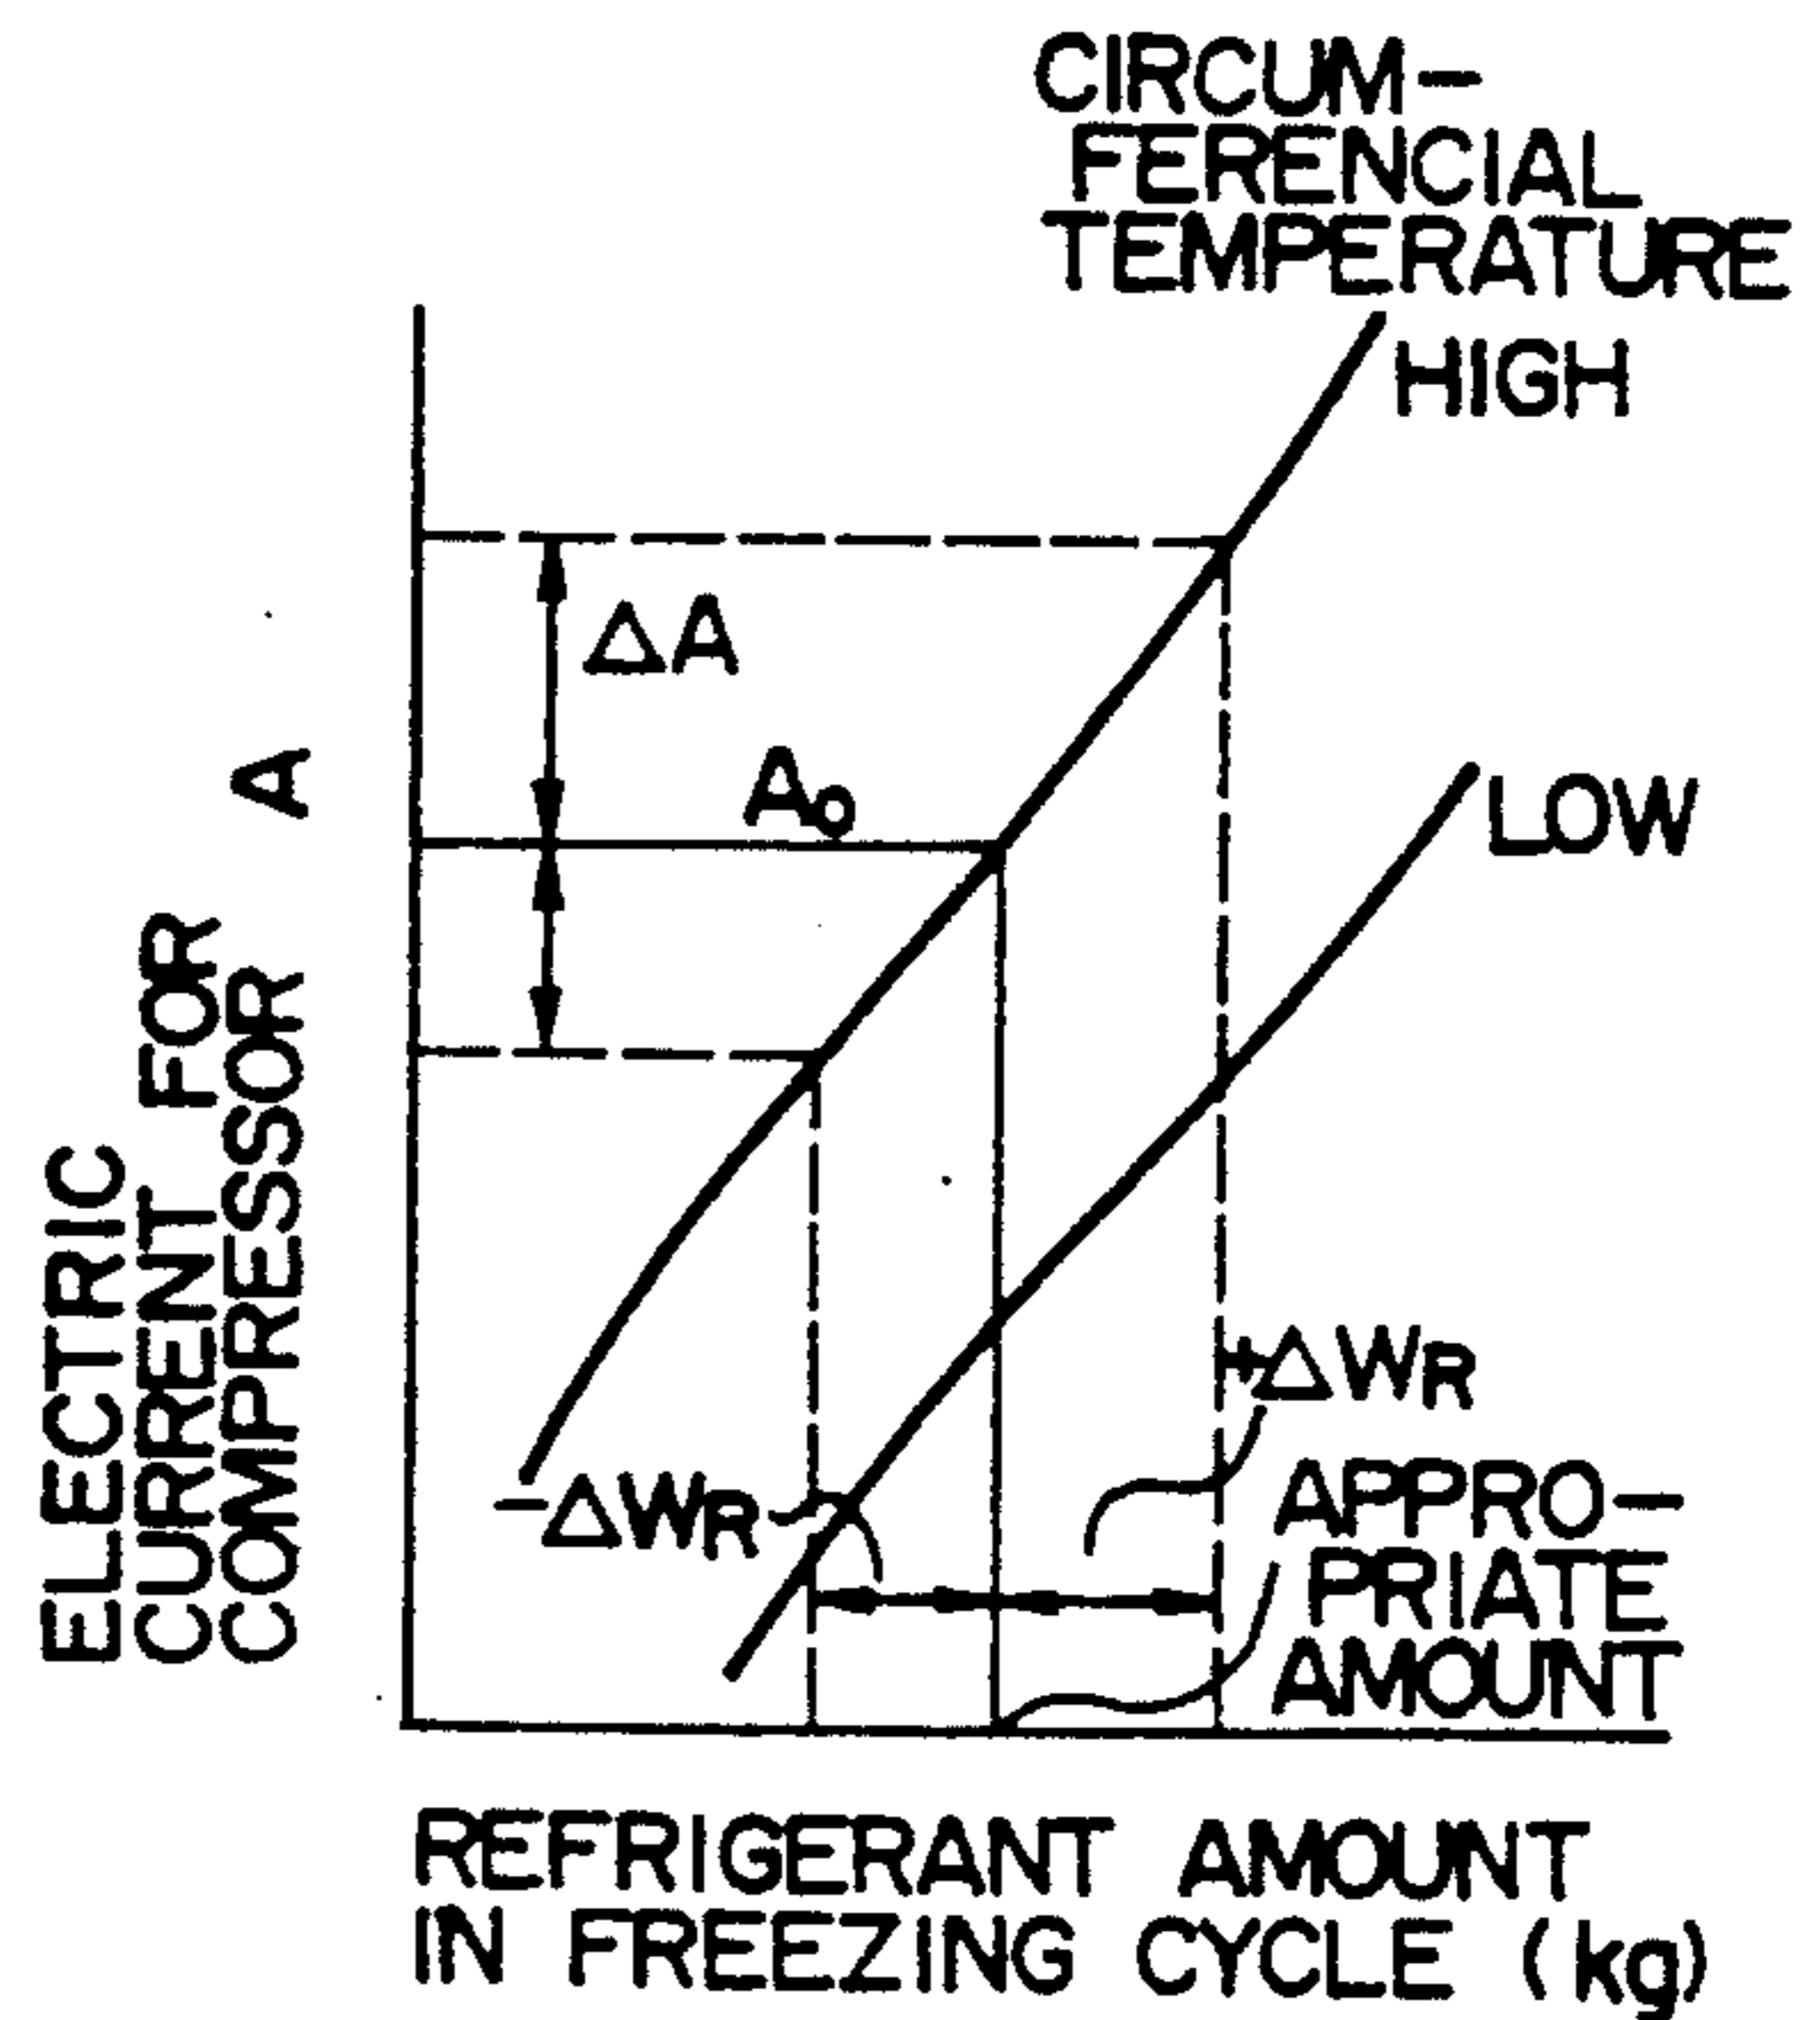 CIRCUM-
FERENCIAL
TEMPERATURE
HIGH
ΔA
A₀
LOW
ELECTRIC
CURRENT FOR
COMPRESSOR A
+ΔWR
-ΔWR
APPRO-
PRIATE
AMOUNT
REFRIGERANT AMOUNT
IN FREEZING CYCLE (kg)